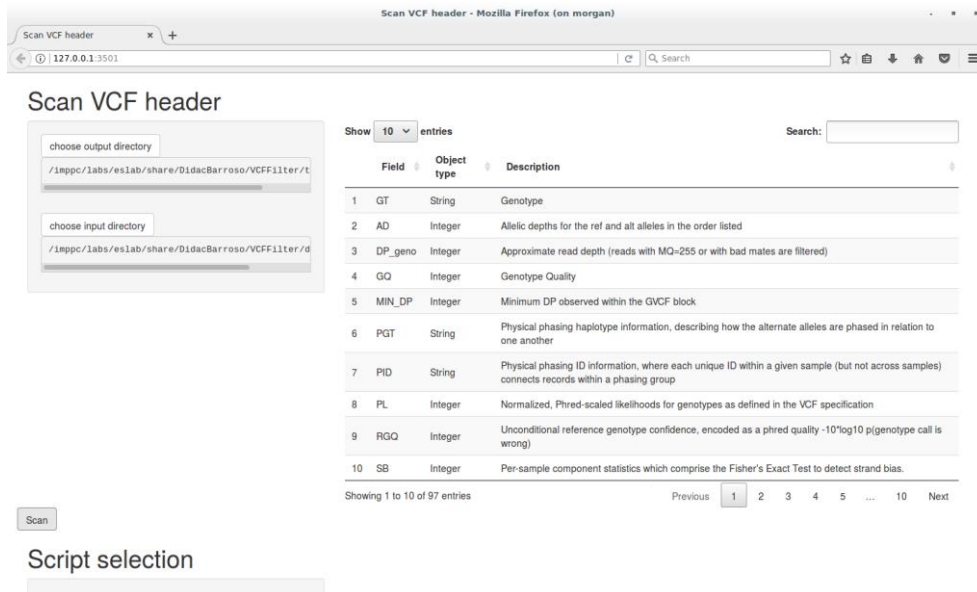 Scan VCF header - Mozilla Firefox (on morgan)
Scan VCF header × +
127.0.0.1:3501 Search
Scan VCF header
choose output directory
/imppc/labs/eslab/share/DidacBarroso/VCFFilter/t
choose input directory
/imppc/labs/eslab/share/DidacBarroso/VCFFilter/d
Show 10 entries Search:
Field Object type Description
1 GT String Genotype
2 AD Integer Allelic depths for the ref and alt alleles in the order listed
3 DP_geno Integer Approximate read depth (reads with MQ=255 or with bad mates are filtered)
4 GQ Integer Genotype Quality
5 MIN_DP Integer Minimum DP observed within the GVCF block
6 PGT String Physical phasing haplotype information, describing how the alternate alleles are phased in relation to
one another
7 PID String Physical phasing ID information, where each unique ID within a given sample (but not across samples)
connects records within a phasing group
8 PL Integer Normalized, Phred-scaled likelihoods for genotypes as defined in the VCF specification
9 RGQ Integer Unconditional reference genotype confidence, encoded as a phred quality -10*log10 p(genotype call is
wrong)
10 SB Integer Per-sample component statistics which comprise the Fisher's Exact Test to detect strand bias.
Showing 1 to 10 of 97 entries Previous 1 2 3 4 5 ... 10 Next
Scan
Script selection